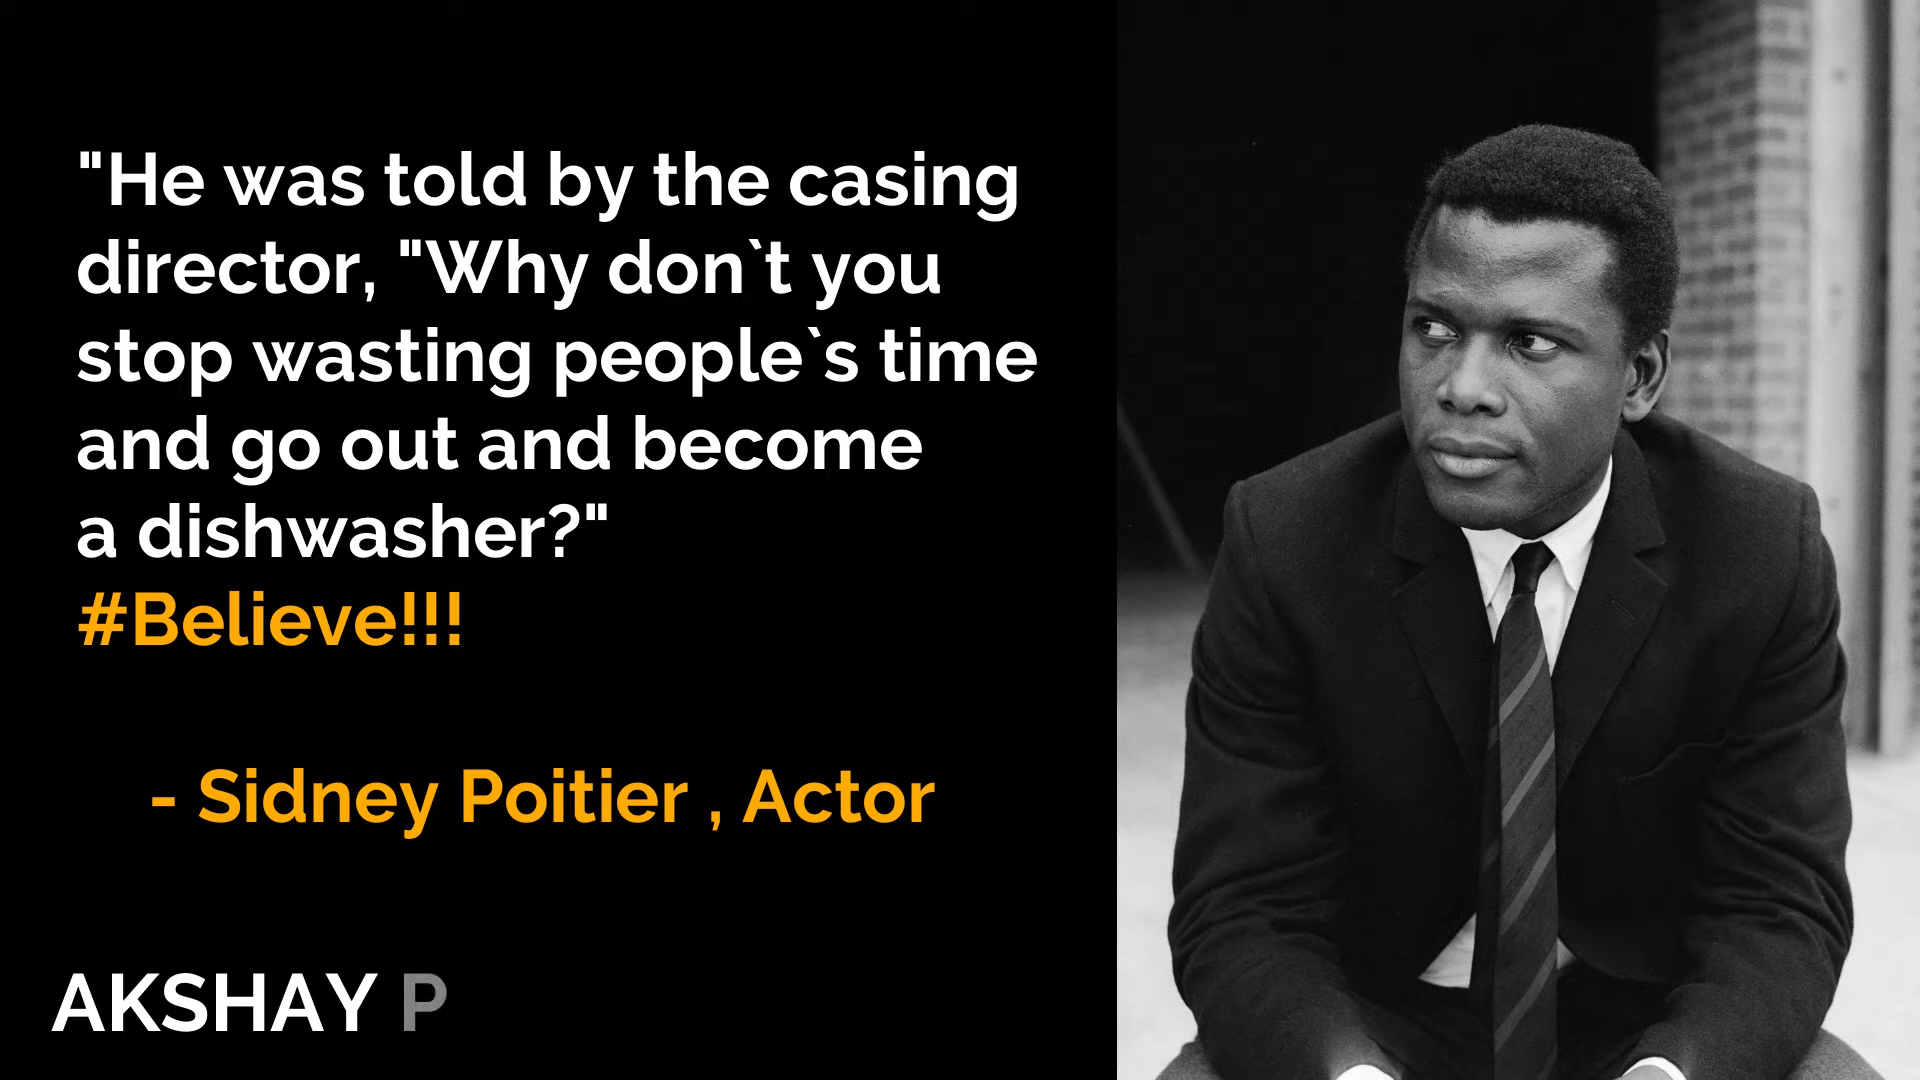 "He was told by the casing
director, "Why don`t you
stop wasting people`s time
and go out and become
a dishwasher?"
#Believe!!!
- Sidney Poitier , Actor
AKSHAY P